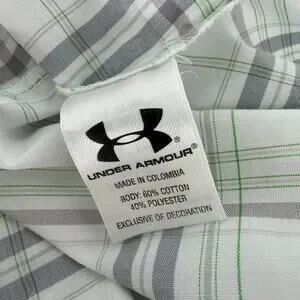 UNDER ARMOUR
MADE IN COLOMBIA
BODY: 60% COTTON
40% POLYESTER
EXCLUSIVE OF DECORATION